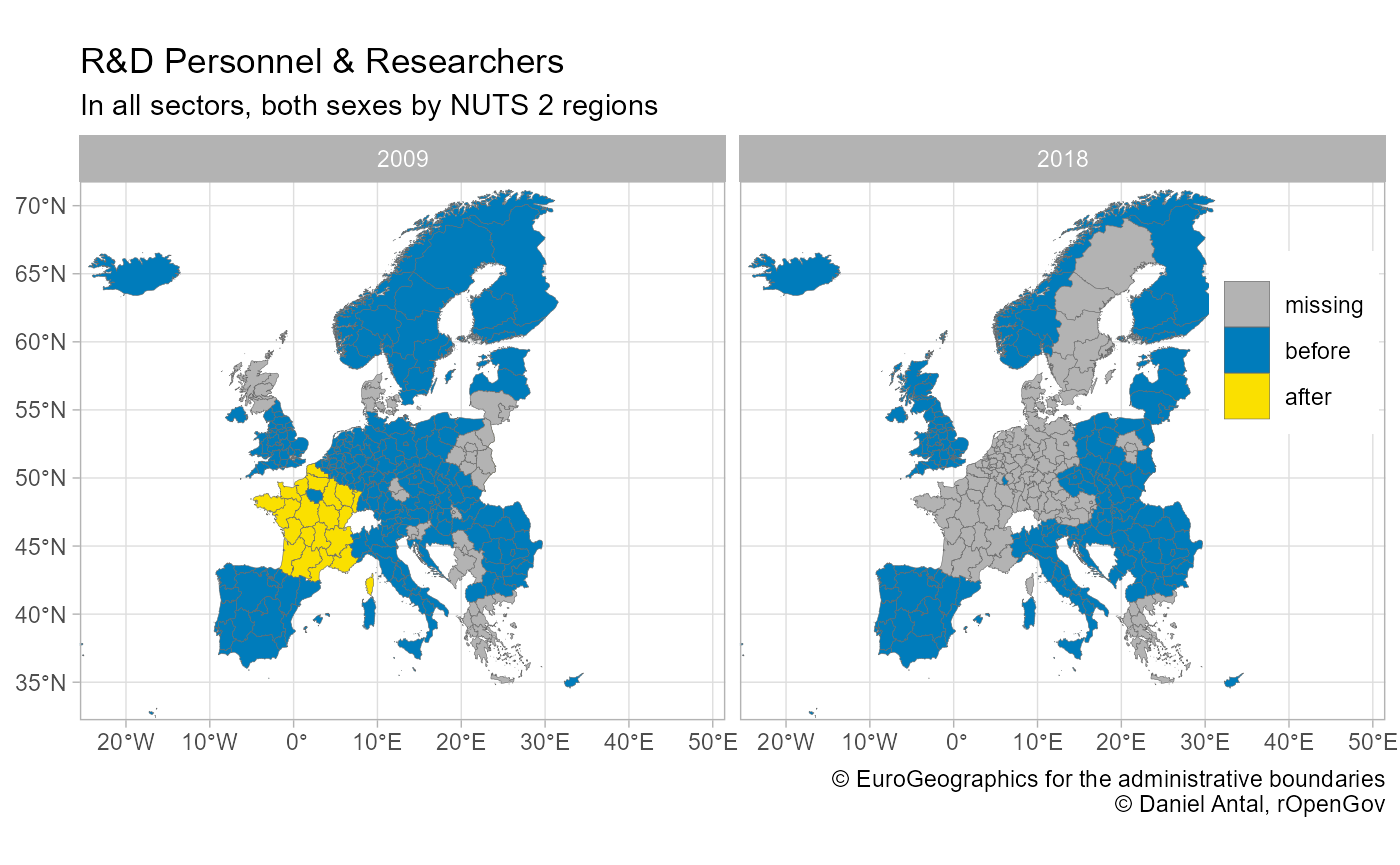 R&D Personnel & Researchers
In all sectors, both sexes by NUTS 2 regions
2009
2018
70°N
65°N
60°N
55°N
50°N
45°N
40°N
35°N
missing
before
after
20°W 10°W 0° 10°E 20°E 30°E 40°E 50°E
20°W 10°W 0° 10°E 20°E 30°E 40°E 50°E
© EuroGeographics for the administrative boundaries
© Daniel Antal, rOpenGov